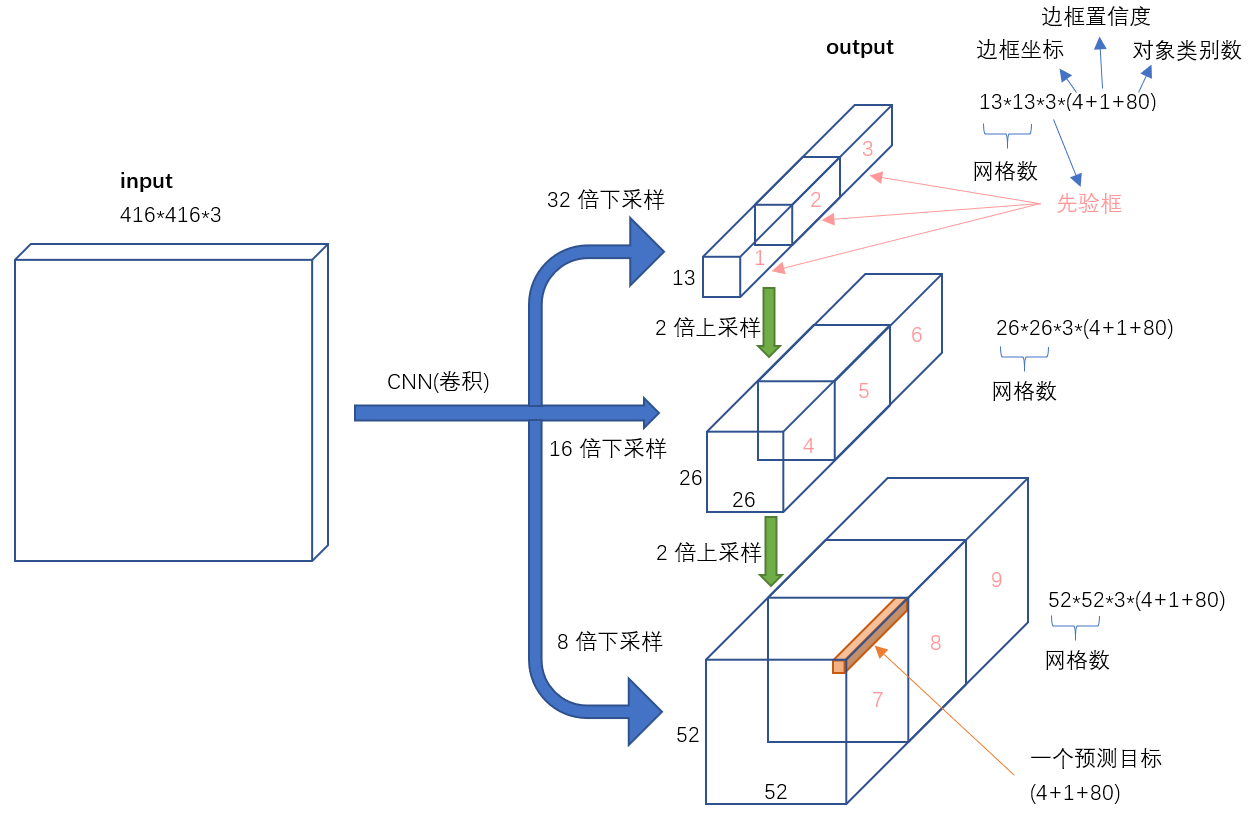 边框置信度
output
边框坐标
对象类别数
13*13*3*(4+1+80)
3
网格数
input
416*416*3
32 倍下采样
2
先验框
1
13
2 倍上采样
6
26*26*3*(4+1+80)
网格数
CNN(卷积)
5
16 倍下采样
4
26
26
2 倍上采样
9
52*52*3*(4+1+80)
8 倍下采样
8
网格数
7
52
一个预测目标
52
(4+1+80)